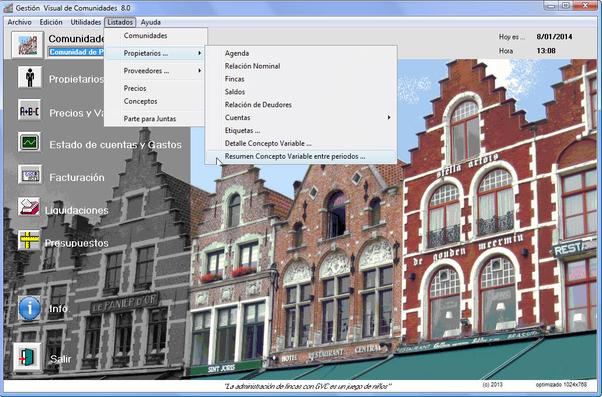 Gestión Visual de Comunidades 8.0
Archivo Edición Utilidades Listados Ayuda
Comunidade
Comunidad de P
Hoy es ... 8/01/2014
Hora 13:08
Comunidades
Propietarios ...
Proveedores ...
Precios
Conceptos
Parte para Juntas
Agenda
Relación Nominal
Fincas
Saldos
Relación de Deudores
Cuentas
Etiquetas ...
Detalle Concepto Variable ...
Resumen Concepto Variable entre periodos ...
Propietarios
A+B-C
Precios y Va
Estado de cuentas y Gastos
Facturación
Liquidaciones
Presupuestos
Info
Salir
stella artois
de gouden meermin
RESTA
LE PANIER D'OR
HOTEL RESTAURANT CENTRAL
SINT JORIS
BRASSERI
"La administración de fincas con GVC es un juego de niños"
(c) 2013
optimizado 1024x768